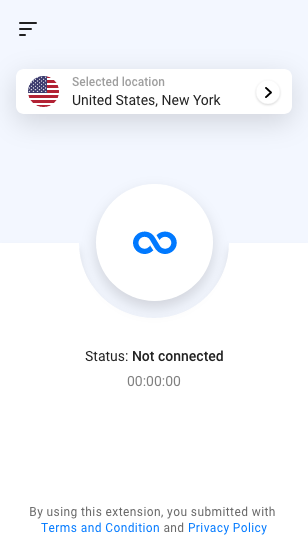 Selected location
United States, New York
Status: Not connected
00:00:00
By using this extension, you submitted with
Terms and Condition and Privacy Policy